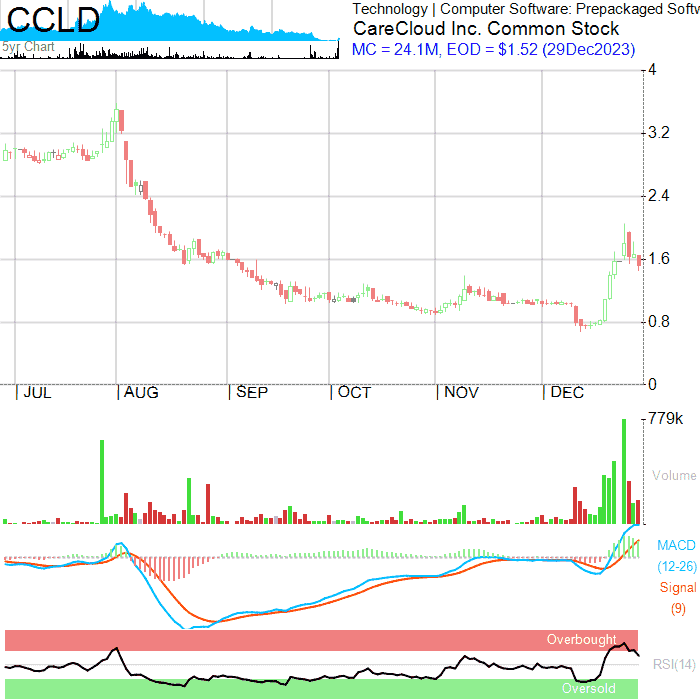 CCLD
5yr Chart
Technology | Computer Software: Prepackaged Softw
CareCloud Inc. Common Stock
MC = 24.1M, EOD = $1.52 (29Dec2023)
4
3.2
2.4
1.6
0.8
0
JUL AUG SEP OCT NOV DEC
779k
Volume
MACD
(12-26)
Signal
(9)
Overbought
RSI(14)
Oversold